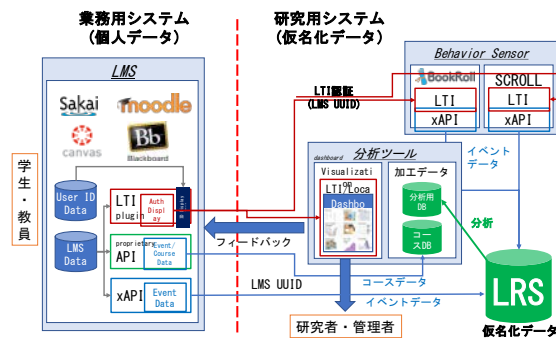 業務用システム
(個人データ)
研究用システム
(仮名化データ)
LMS
Sakai
moodle
canvas
Bb
Blackboard
学生・教員
User ID
Data
LTI
plugin
Auth
Displ
ay
LMS
Data
proprietary
API
Event/
Course
Data
xAPI
Event
Data
LTI認証
(LMS UUID)
Behavior Sensor
BookRoll
LTI
xAPI
SCROLL
LTI
xAPI
イベント
データ
dashboard
分析ツール
Visualizati
on
LTI/Loca
Dashbo
加工データ
分析用
DB
コー
スDB
フィードバック
分析
コースデータ
LMS UUID
イベントデータ
LRS
仮名化データ
研究者・管理者